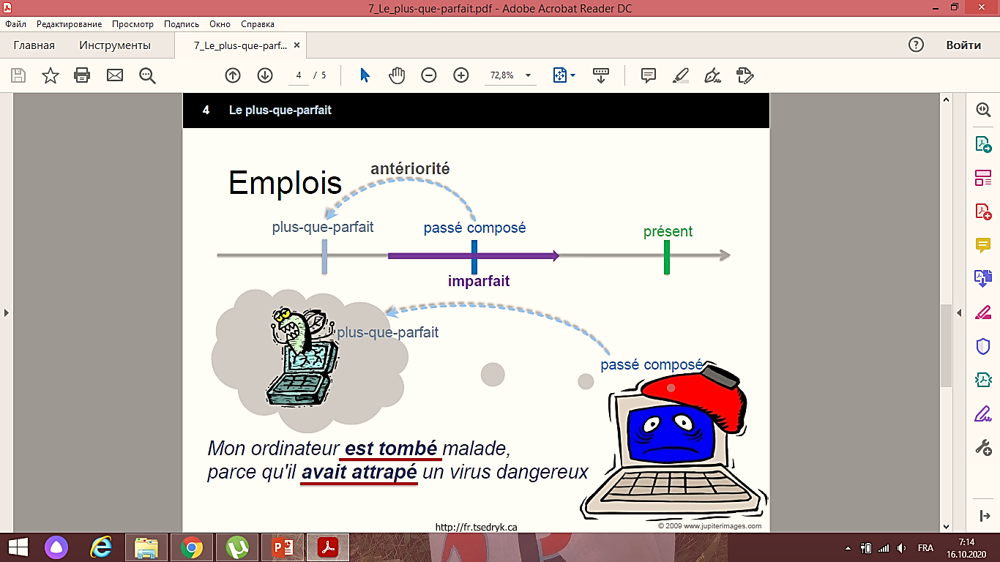 7_Le_plus-que-parfait.pdf - Adobe Acrobat Reader DC
Файл Редактирование Просмотр Подпись Окно Справка
Главная Инструменты 7_Le_plus-que-parf... × Войти
4 / 5 72,8%
4 Le plus-que-parfait
antériorité
Emplois
plus-que-parfait passé composé présent
imparfait
plus-que-parfait
passé composé
Mon ordinateur est tombé malade,
parce qu'il avait attrapé un virus dangereux
http://fr.tsedryk.ca
© 2009 www.jupiterimages.com
FRA
7:14
16.10.2020